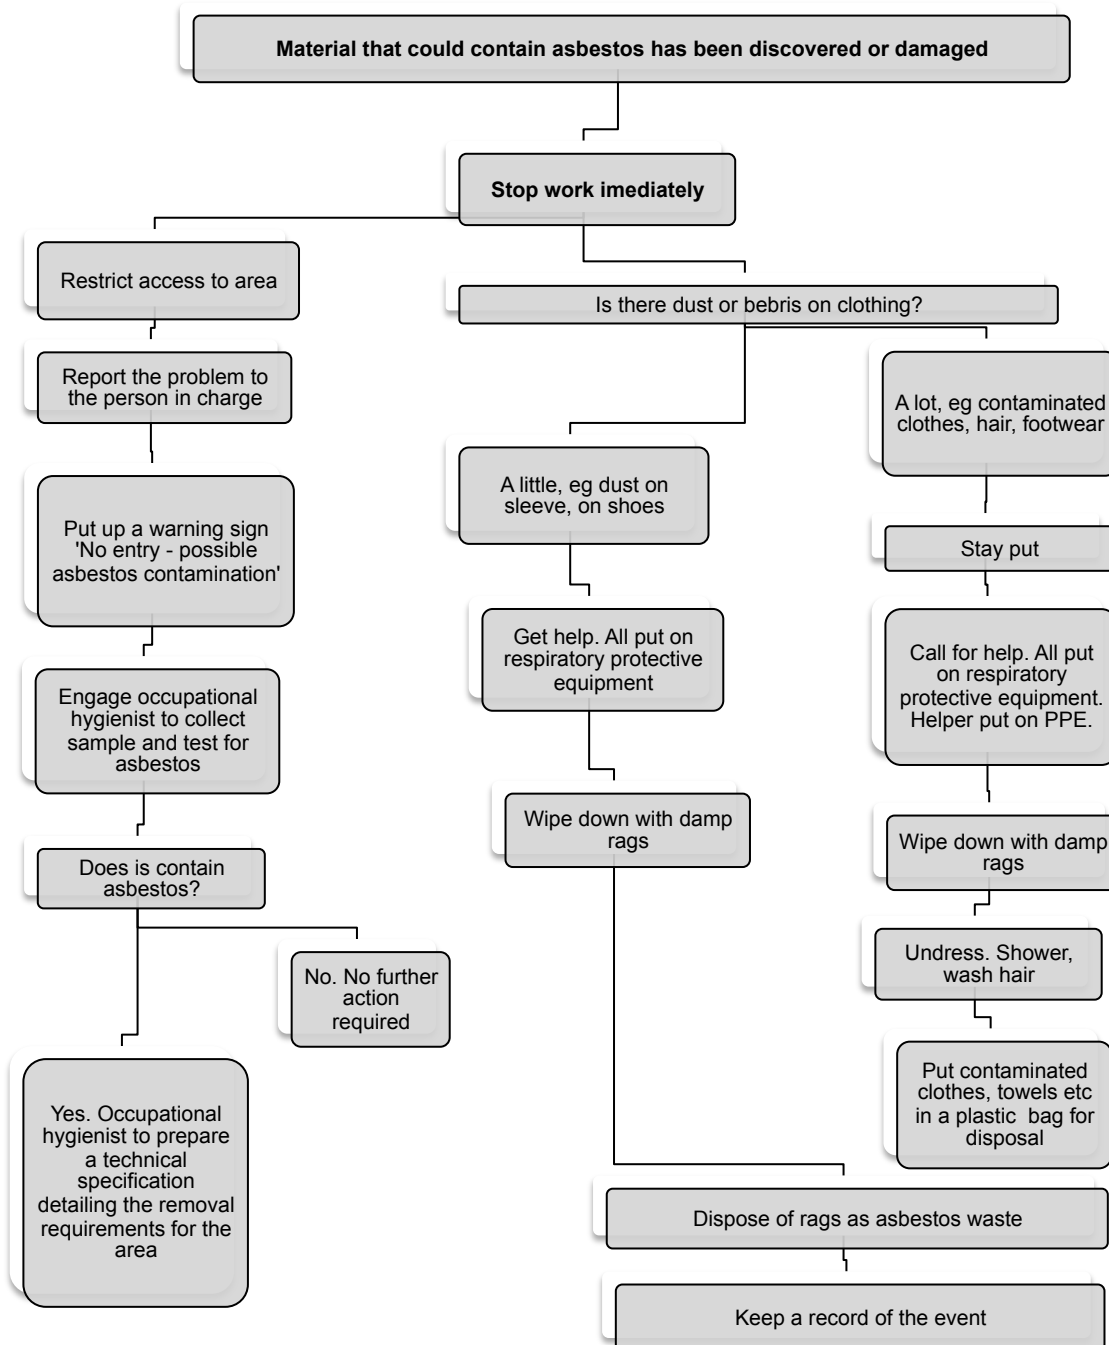 Material that could contain asbestos has been discovered or damaged
Stop work imediately
Restrict access to area
Report the problem to
the person in charge
Put up a warning sign
'No entry - possible
asbestos contamination'
Engage occupational
hygienist to collect
sample and test for
asbestos
Does is contain
asbestos?
No. No further
action
required
Yes. Occupational
hygienist to prepare
a technical
specification
detailing the removal
requirements for the
area
Is there dust or bebris on clothing?
A little, eg dust on
sleeve, on shoes
Get help. All put on
respiratory protective
equipment
Wipe down with damp
rags
Dispose of rags as asbestos waste
Keep a record of the event
A lot, eg contaminated
clothes, hair, footwear
Stay put
Call for help. All put
on respiratory
protective equipment.
Helper put on PPE.
Wipe down with damp
rags
Undress. Shower,
wash hair
Put contaminated
clothes, towels etc
in a plastic bag for
disposal